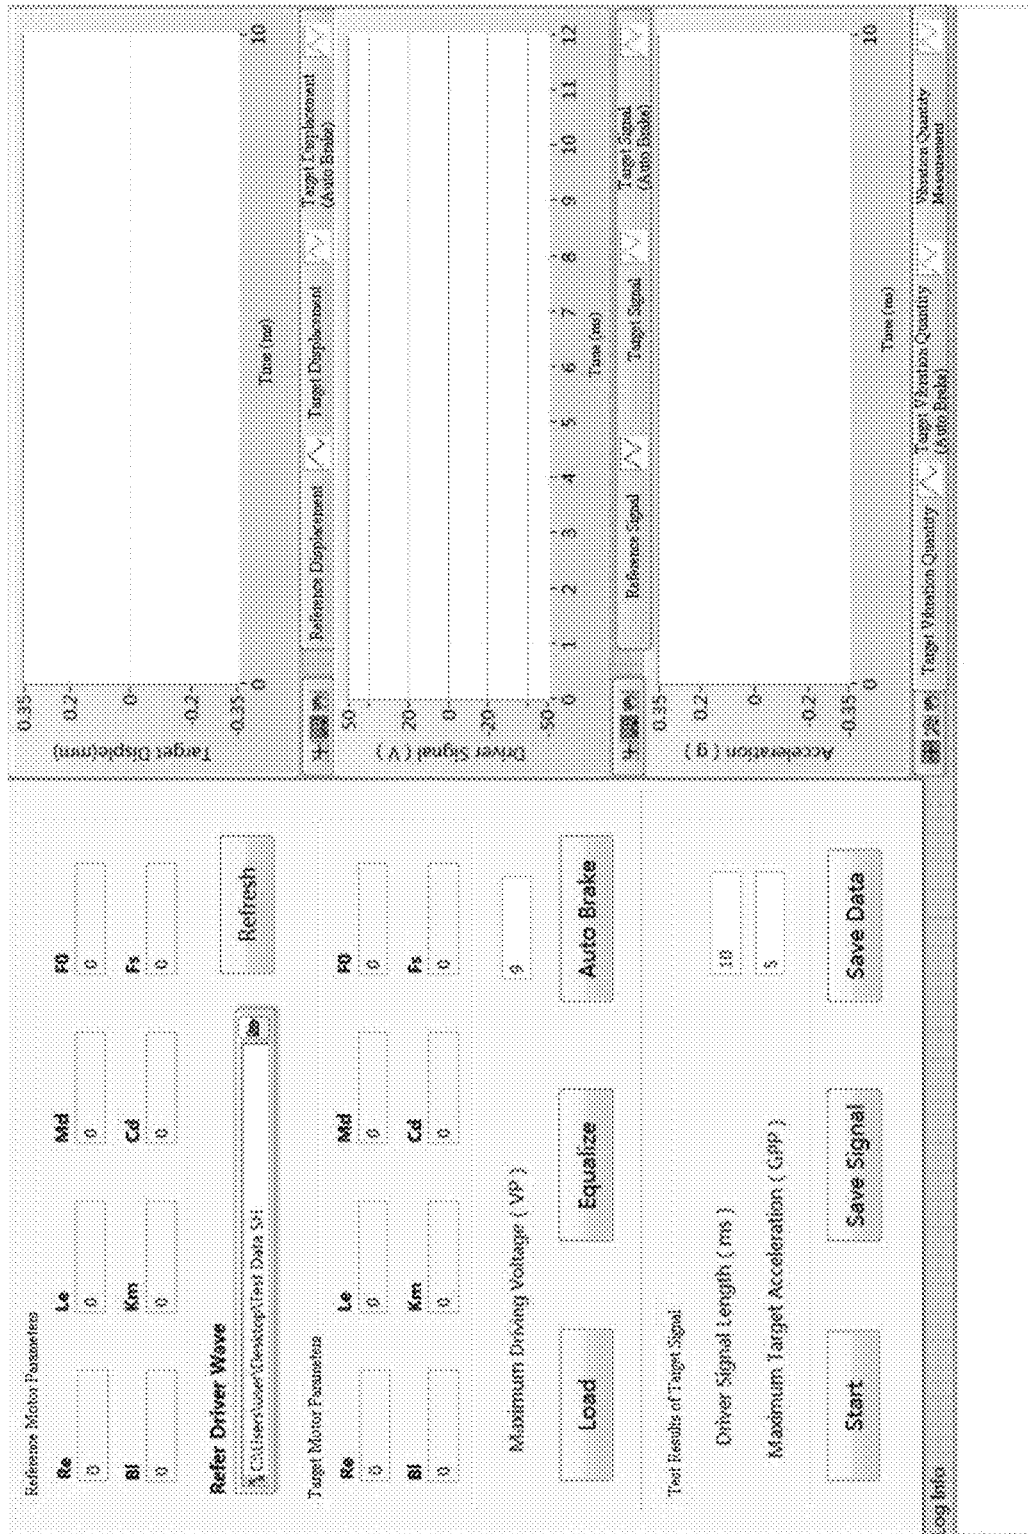 Reference Motor Parameters
Re Le Md F0
0 0 0 0
Bl Km Cd Fs
0 0 0 0
Refer Driver Wave
C:\Users\user\Desktop\Test Data SH
Refresh
Target Motor Parameters
Re Le Md F0
0 0 0 0
Bl Km Cd Fs
0 0 0 0
Maximum Driving Voltage ( VP )
9
Load Equalize Auto Brake
Test Results of Target Signal
Driver Signal Length ( ms )
10
Maximum Target Acceleration ( GPP )
5
Start Save Signal Save Data
Log Info
Target Disple(mm)
0.35
0.2
0
-0.2
-0.35
0 10
Time (ms)
Reference Displacement Target Displacement Target Displacement
(Auto Brake)
Driver Signal ( V )
50
20
0
-20
-50
0 1 2 3 4 5 6 7 8 9 10 11 12
Time (ms)
Reference Signal Target Signal Target Signal
(Auto Brake)
Acceleration ( g )
0.35
0.2
0
-0.2
-0.35
0 10
Time (ms)
Target Vibration Quantity Target Vibration Quantity
(Auto Brake)
Vibration Quantity
Measurement